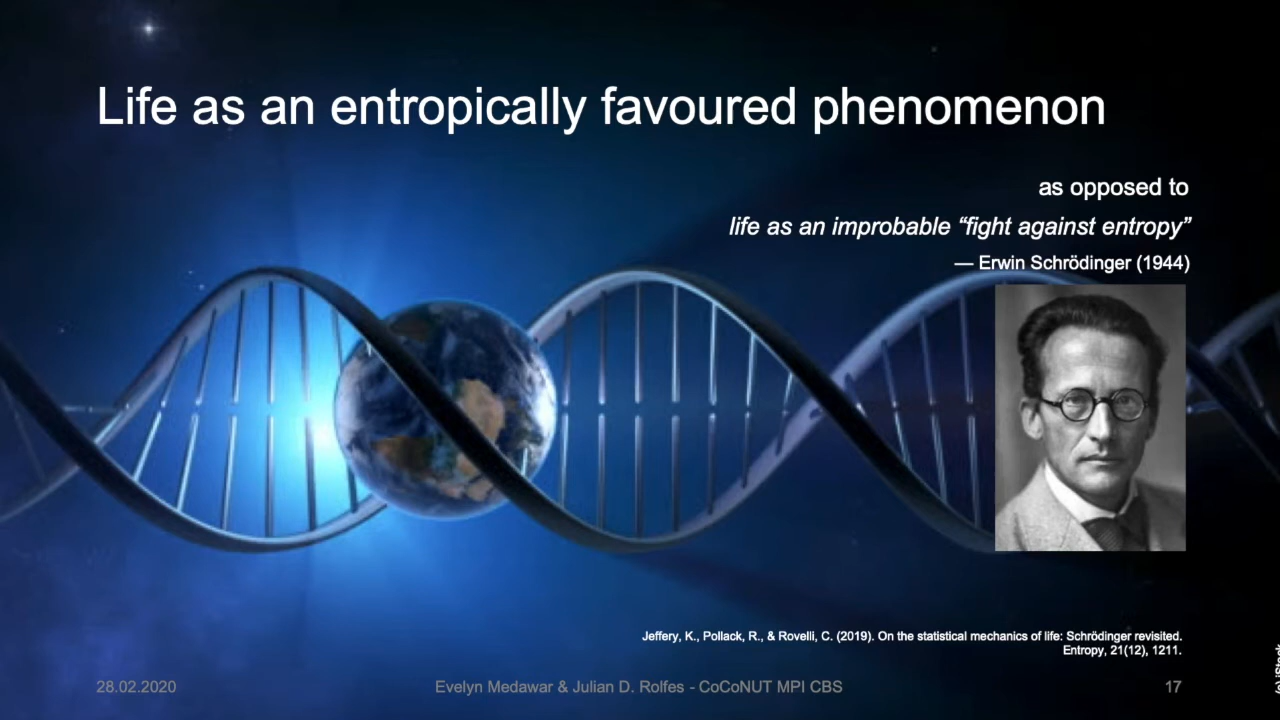 Life as an entropically favoured phenomenon
as opposed to
life as an improbable “fight against entropy”
— Erwin Schrödinger (1944)
Jeffery, K., Pollack, R., & Rovelli, C. (2019). On the statistical mechanics of life: Schrödinger revisited.
Entropy, 21(12), 1211.
28.02.2020
Evelyn Medawar & Julian D. Rolfes - CoCoNUT MPI CBS
17